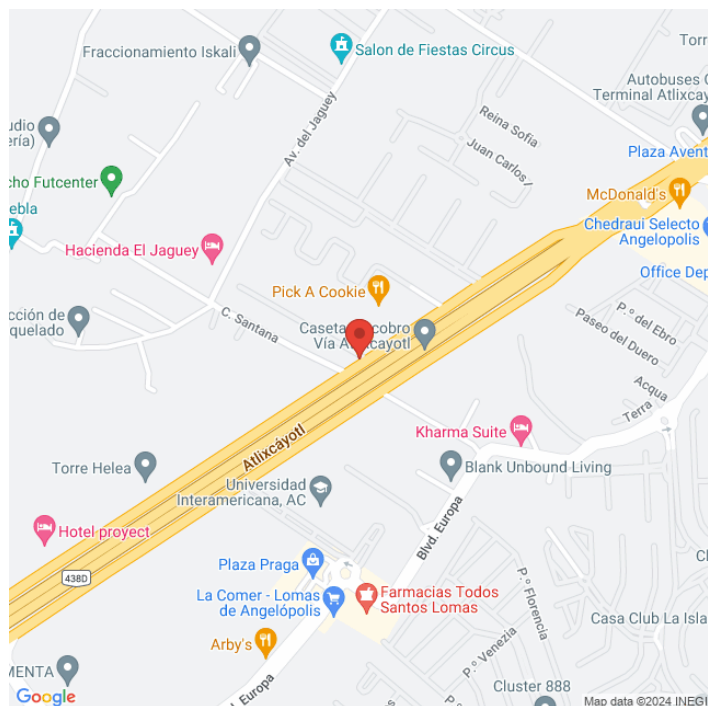 Torre
Fraccionamiento Iskali
Salon de Fiestas Circus
Autobuses
Terminal Atlixcay
Av. del Jaguey
Reina Sofia
Juan Carlos I
udio
ería)
Plaza Avent
cho Futcenter
McDonald's
ebla
Chedraui Selecto
Angelopolis
Hacienda El Jaguey
Office Dep
Pick A Cookie
cción de
quelado
C. Santana
Caseta
cobro
Vía A
cayotl
P.º del Ebro
Paseo del Duero
Acqua
Terra
Kharma Suite
Atlixcáyotl
Torre Helea
Universidad
Interamericana, AC
Blank Unbound Living
Hotel proyect
Blvd. Europa
438D
Plaza Praga
La Comer - Lomas
de Angelópolis
Farmacias Todos
Santos Lomas
P.º Florencia
Casa Club La Isla
Arby's
P.º Venezia
MENTA
d. Europa
Cluster 888
Google
Map data ©2024 INEGI